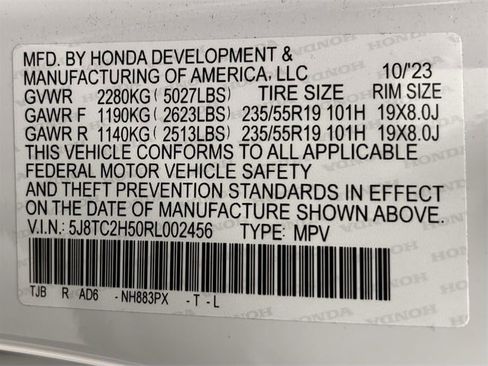 MFD. BY HONDA DEVELOPMENT &
MANUFACTURING OF AMERICA, LLC 10/'23
GVWR 2280KG (5027LBS) TIRE SIZE RIM SIZE
GAWR F 1190KG (2623LBS) 235/55R19 101H 19X8.0J
GAWR R 1140KG (2513LBS) 235/55R19 101H 19X8.0J
THIS VEHICLE CONFORMS TO ALL APPLICABLE
FEDERAL MOTOR VEHICLE SAFETY
AND THEFT PREVENTION STANDARDS IN EFFECT
ON THE DATE OF MANUFACTURE SHOWN ABOVE.
V.I.N.: 5J8TC2H50RL002456 TYPE: MPV
TJB R AD6 - NH883PX - T - L